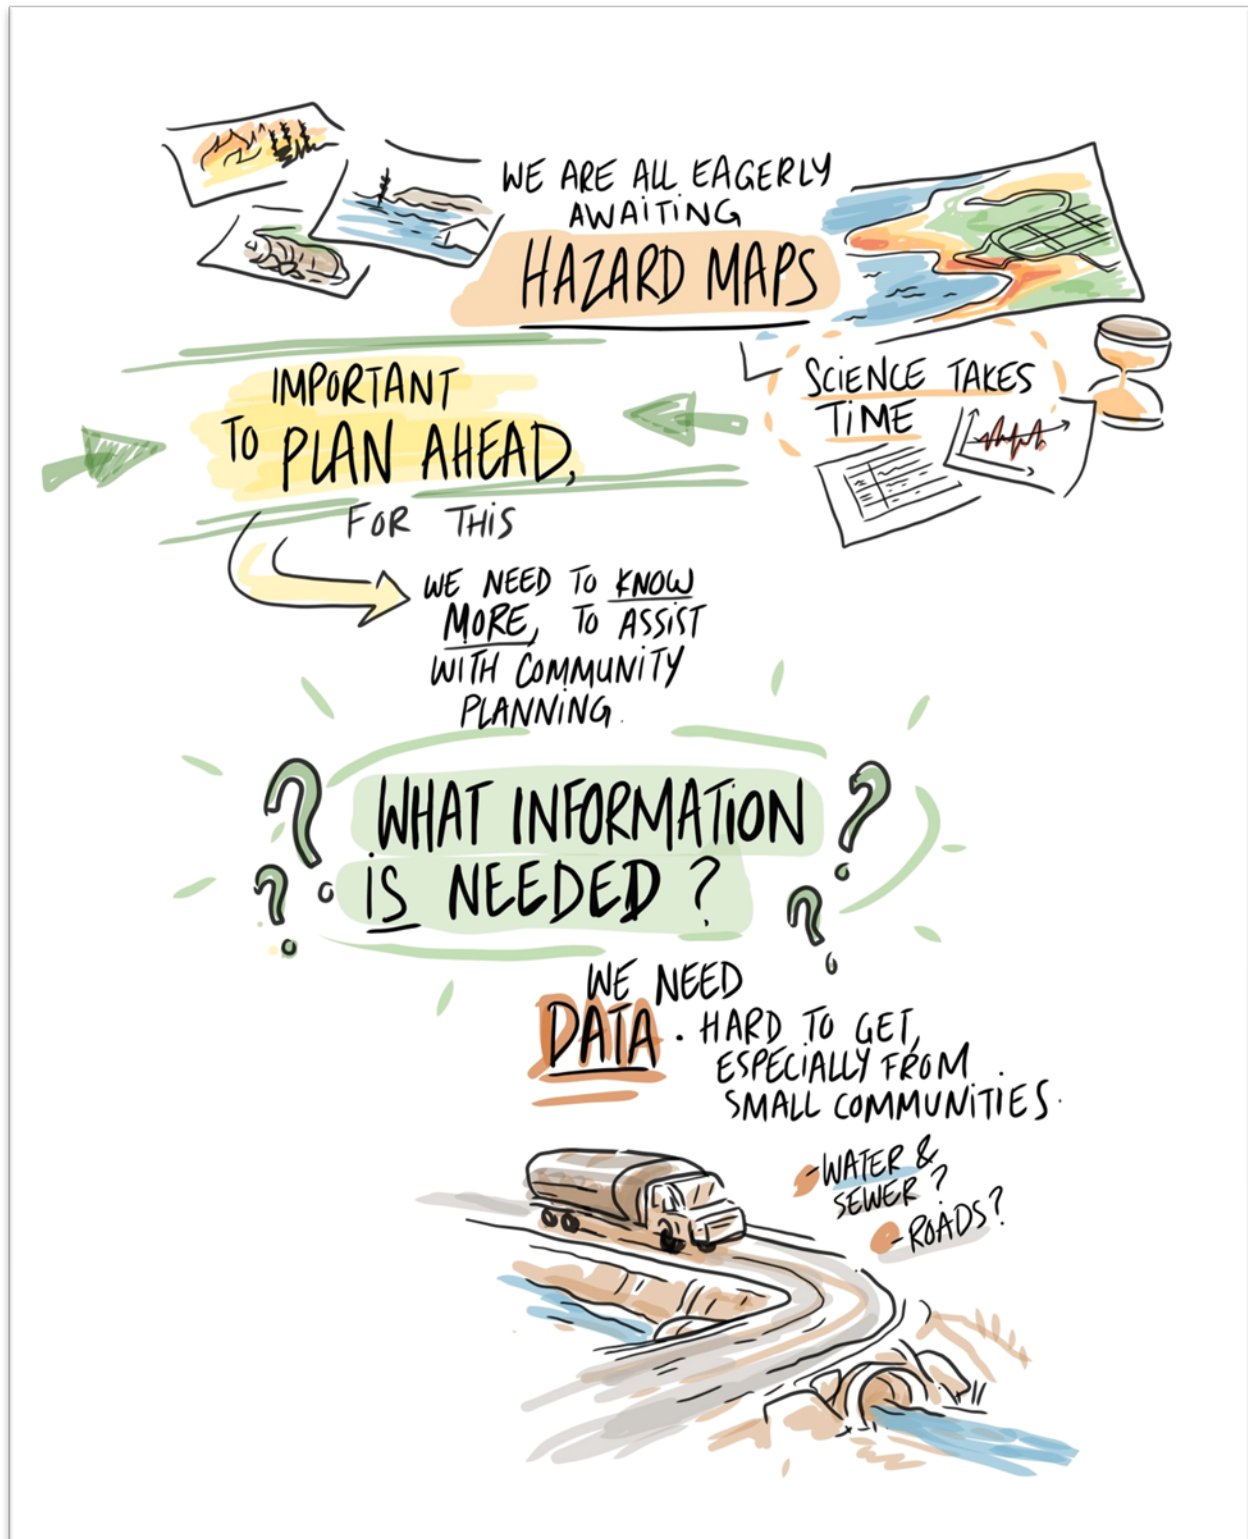 WE ARE ALL EAGERLY
AWAITING
HAZARD MAPS
SCIENCE TAKES
TIME
IMPORTANT
TO PLAN AHEAD,
FOR THIS
WE NEED TO KNOW
MORE, TO ASSIST
WITH COMMUNITY
PLANNING.
WHAT INFORMATION
IS NEEDED?
WE NEED
DATA. HARD TO GET,
ESPECIALLY FROM
SMALL COMMUNITIES.
- WATER &
SEWER?
- ROADS?